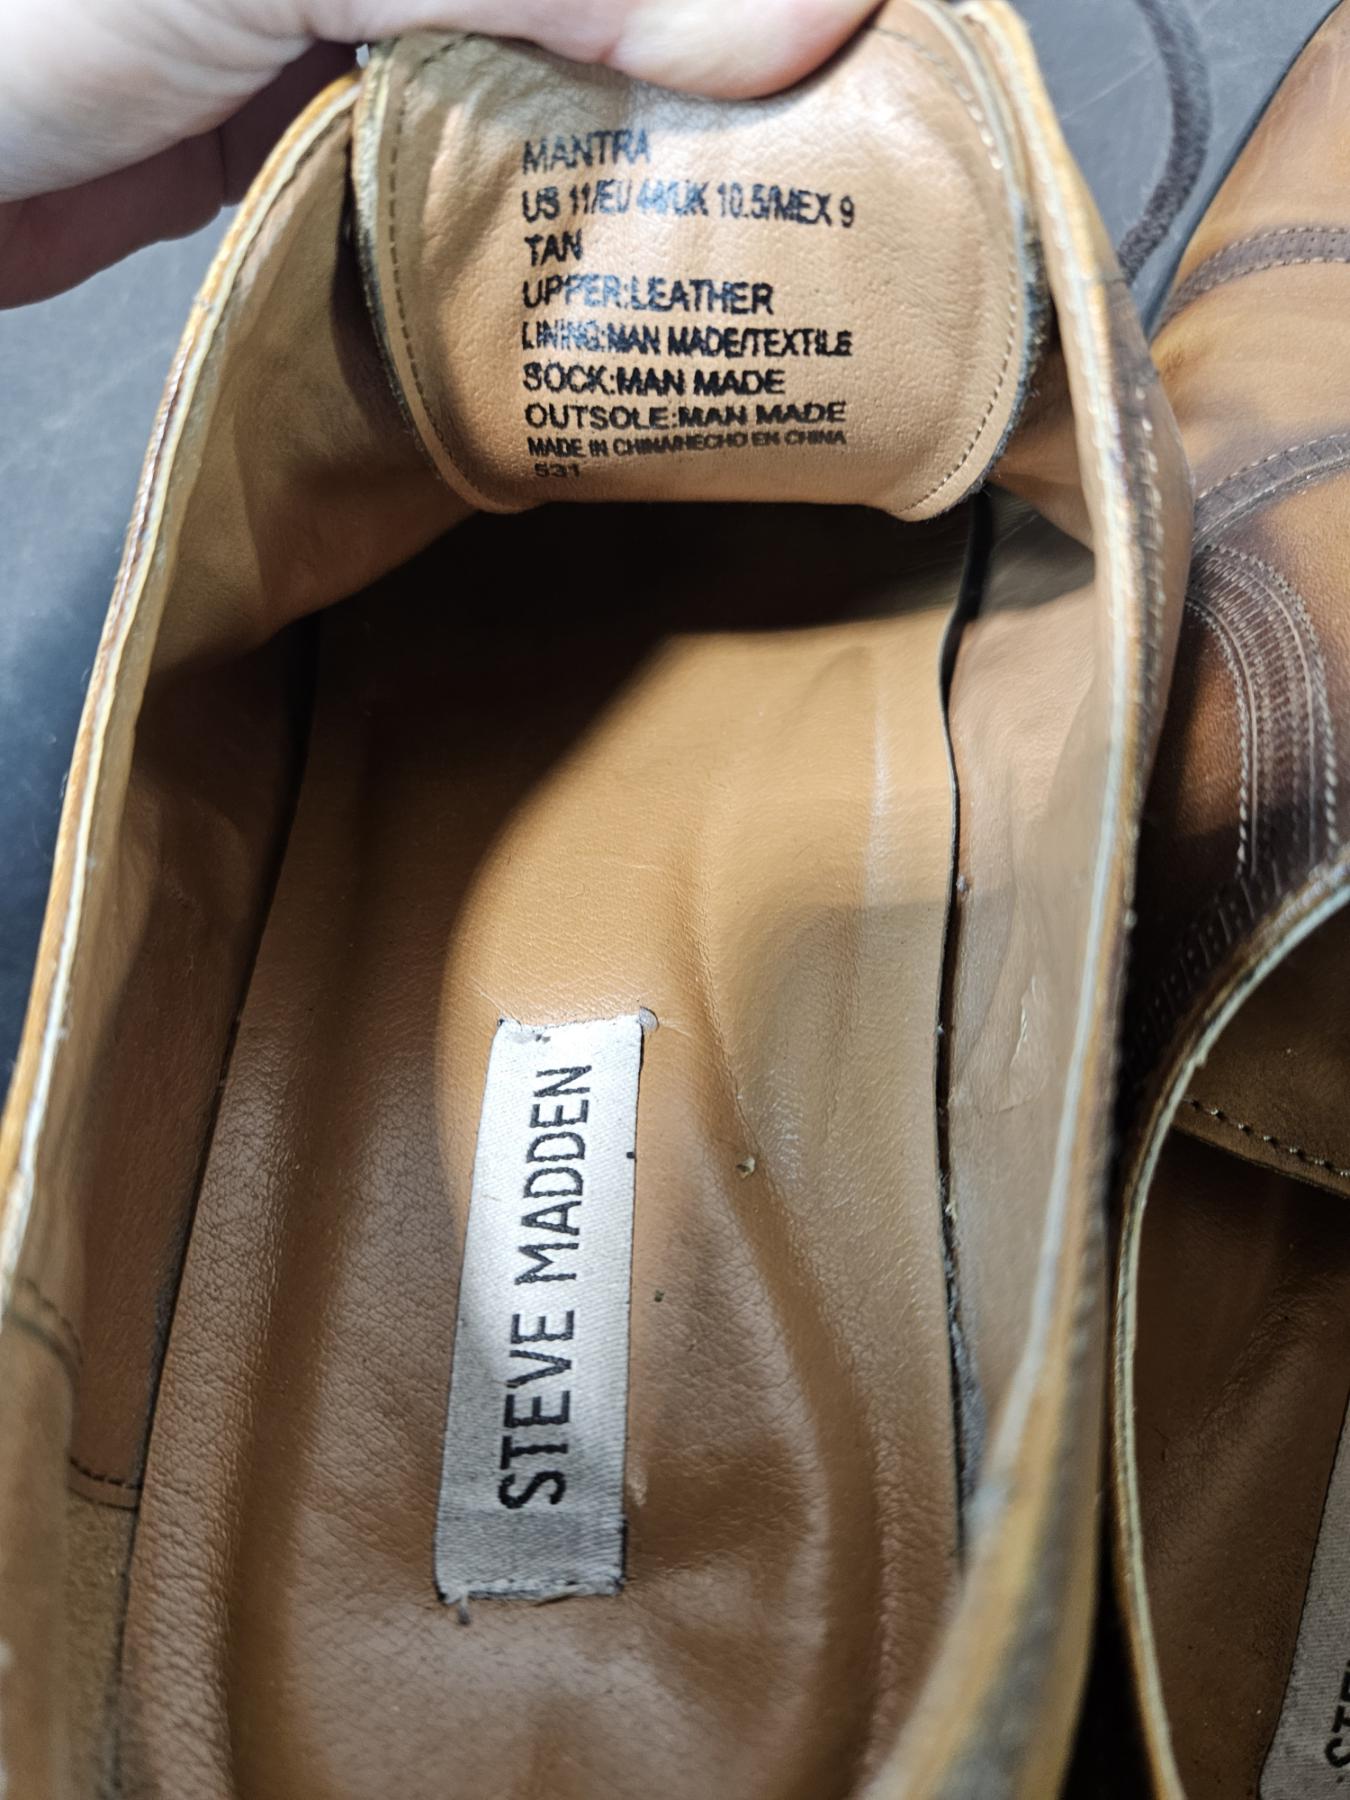 MANTRA
US 11/EU 44/UK 10.5/MEX 9
TAN
UPPER:LEATHER
LINING:MAN MADE/TEXTILE
SOCK:MAN MADE
OUTSOLE:MAN MADE
MADE IN CHINA/HECHO EN CHINA
531
STEVE MADDEN